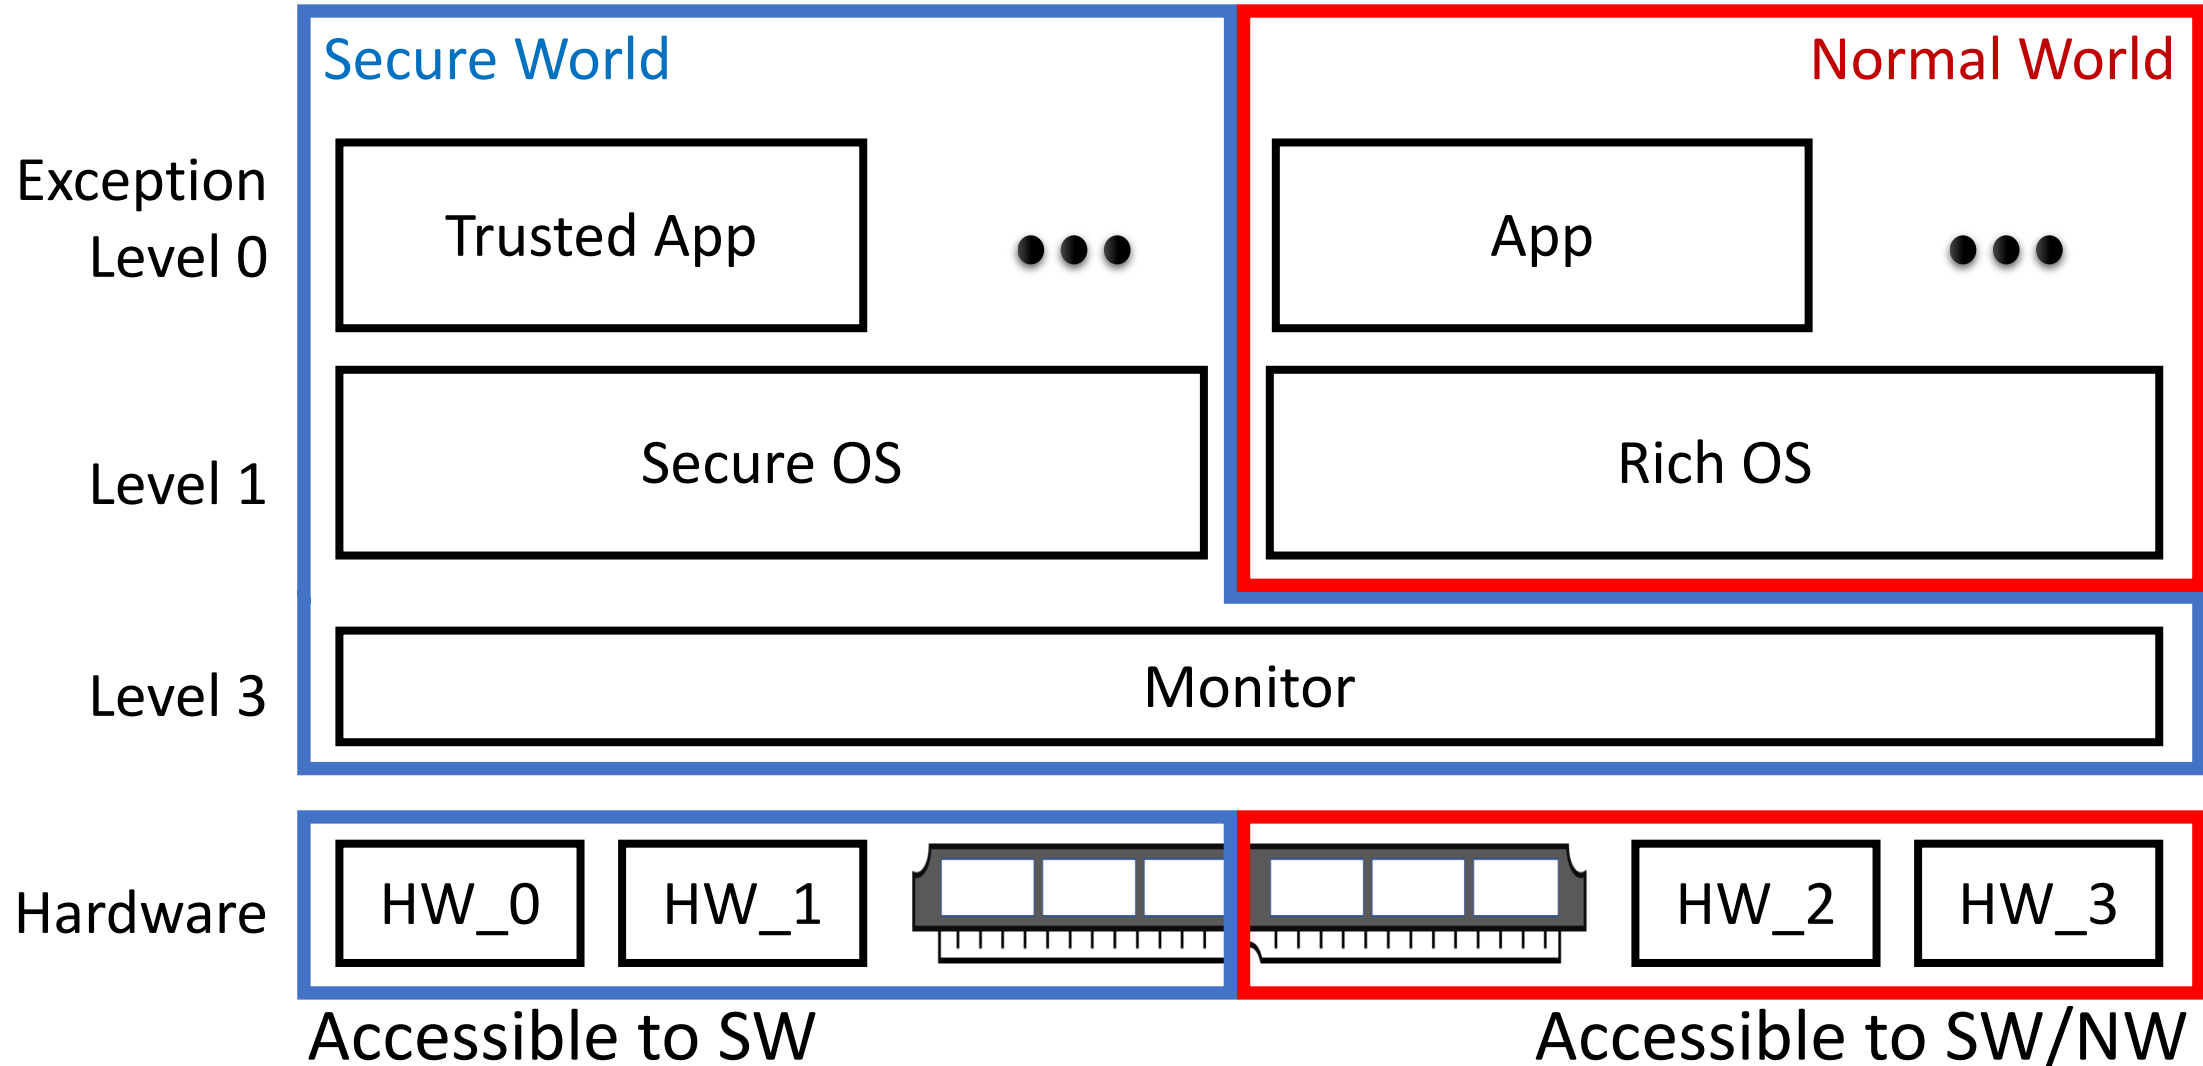 Secure World
Normal World
Exception
Level 0
Trusted App
App
Level 1
Secure OS
Rich OS
Level 3
Monitor
Hardware
HW_0
HW_1
HW_2
HW_3
Accessible to SW
Accessible to SW/NW